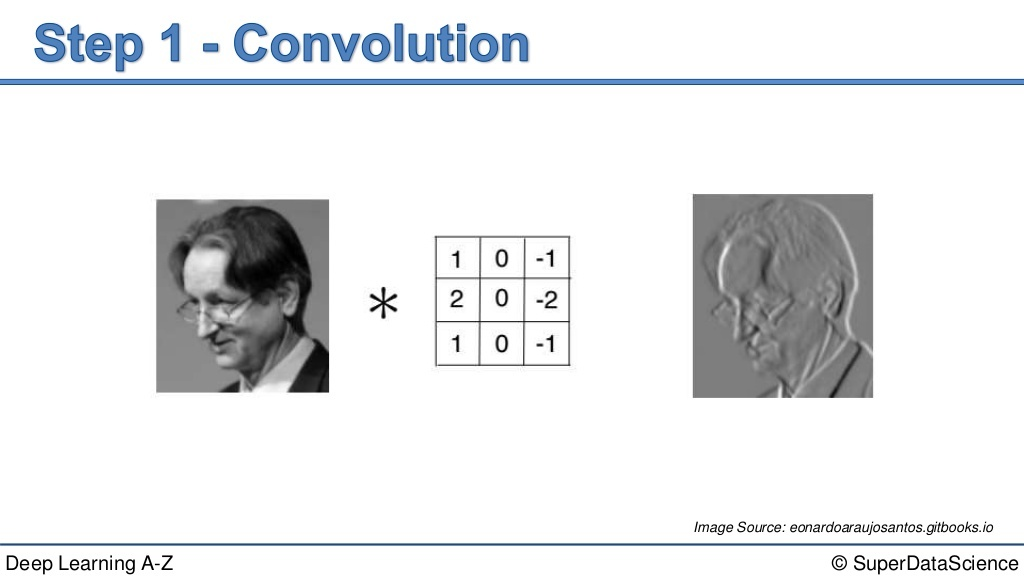 Step 1 - Convolution
*
1 0 -1
2 0 -2
1 0 -1
Image Source: eonardoaraujosantos.gitbooks.io
Deep Learning A-Z
© SuperDataScience